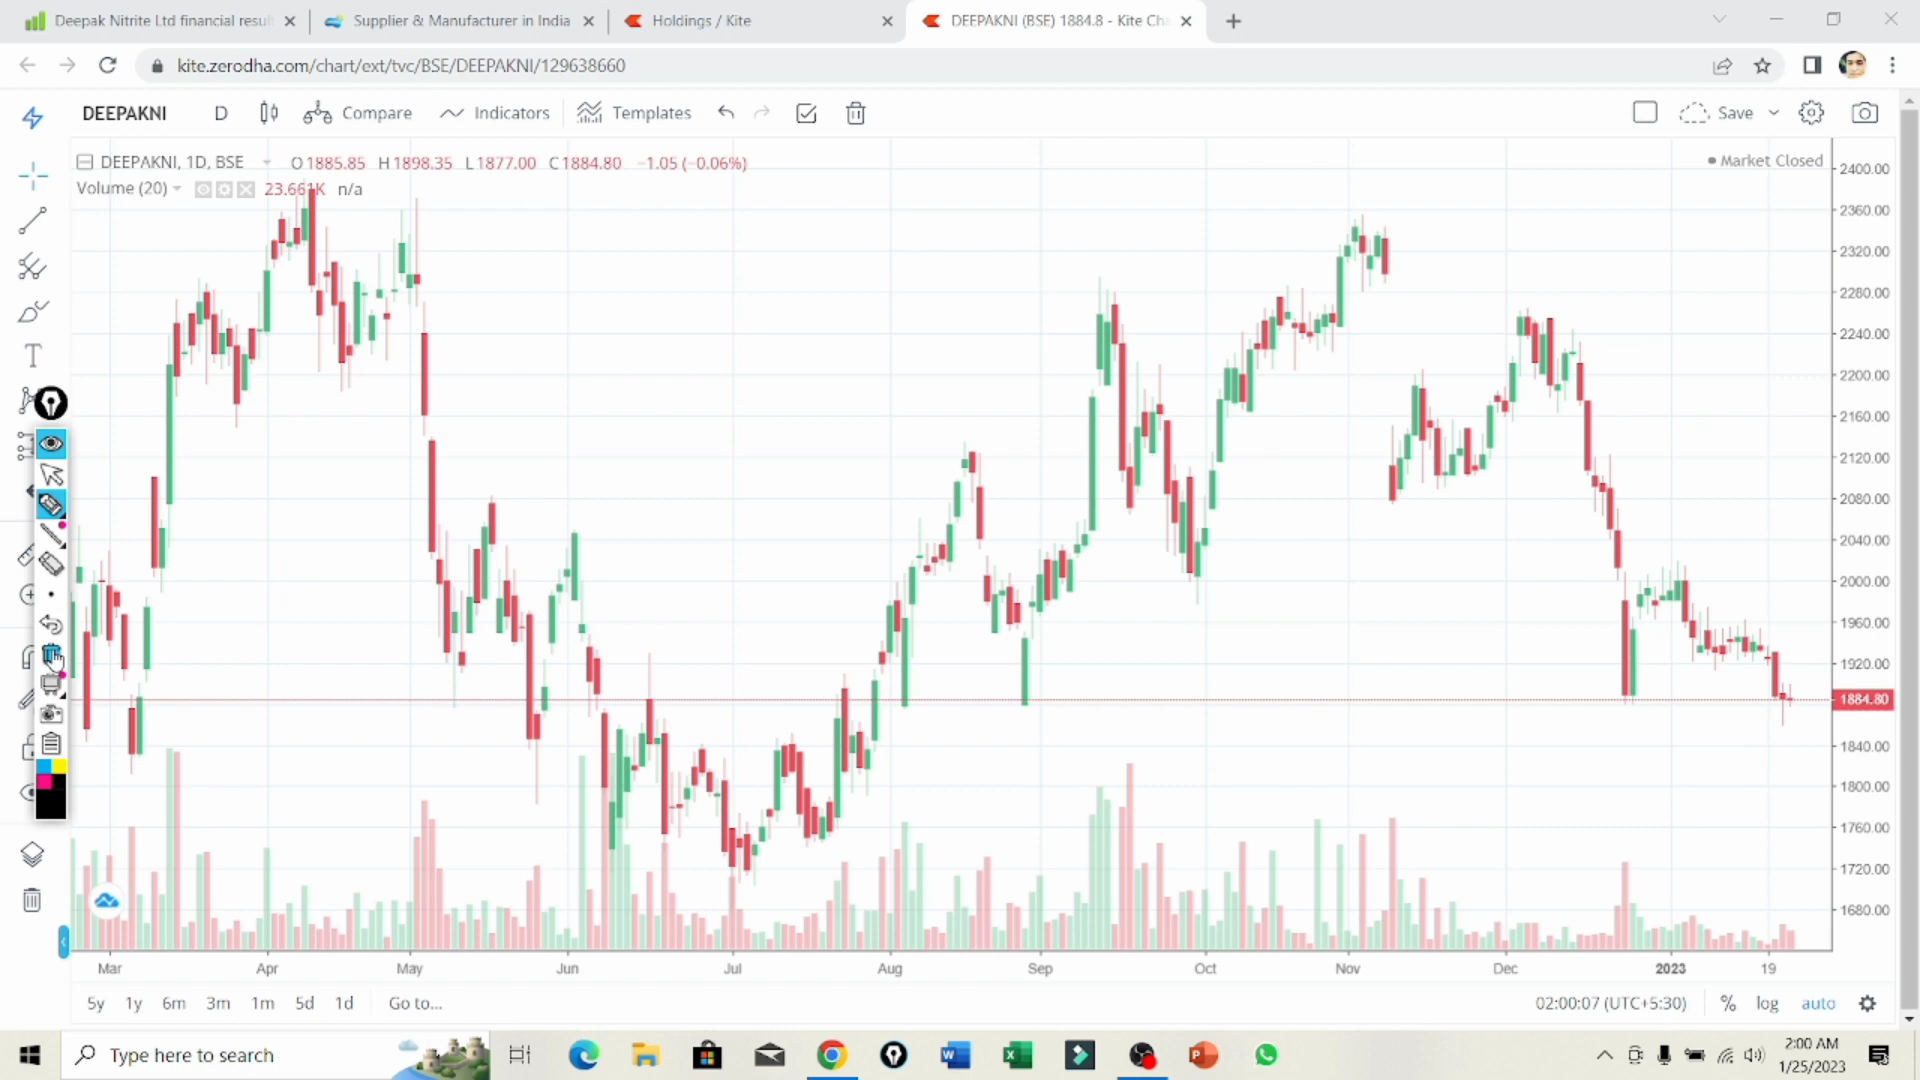 Deepak Nitrite Ltd financial resul
Supplier & Manufacturer in India
Holdings / Kite
DEEPAKNI (BSE) 1884.8 - Kite Cha
kite.zerodha.com/chart/ext/tvc/BSE/DEEPAKNI/129638660
DEEPAKNI D Compare Indicators Templates Save
DEEPAKNI, 1D, BSE O1885.85 H1898.35 L1877.00 C1884.80 −1.05 (−0.06%)
Market Closed
Volume (20) 23.661K n/a
2400.00
2360.00
2320.00
2280.00
2240.00
2200.00
2160.00
2120.00
2080.00
2040.00
2000.00
1960.00
1920.00
1884.80
1840.00
1800.00
1760.00
1720.00
1680.00
Mar Apr May Jun Jul Aug Sep Oct Nov Dec 2023 19
5y 1y 6m 3m 1m 5d 1d Go to... 02:00:07 (UTC+5:30) % log auto
Type here to search
2:00 AM
1/25/2023